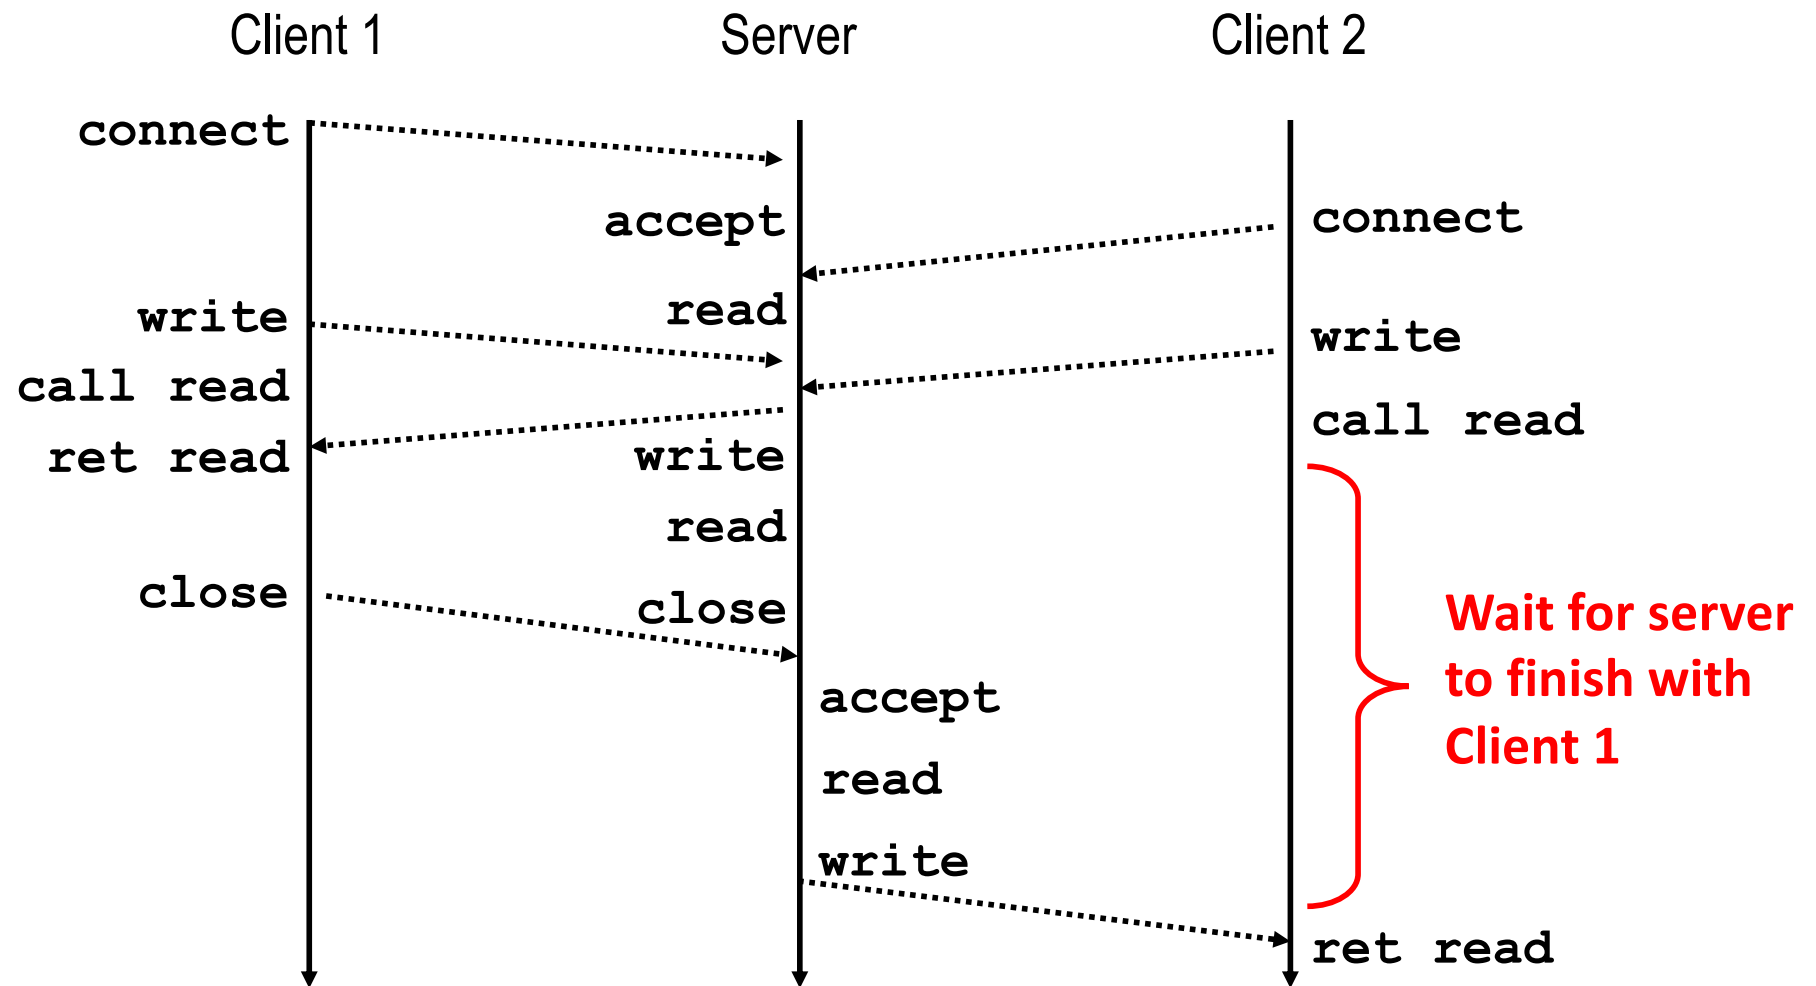 Client 1
Server
Client 2
connect
accept
connect
write
read
write
call read
call read
ret read
write
read
close
close
Wait for server
to finish with
Client 1
accept
read
write
ret read